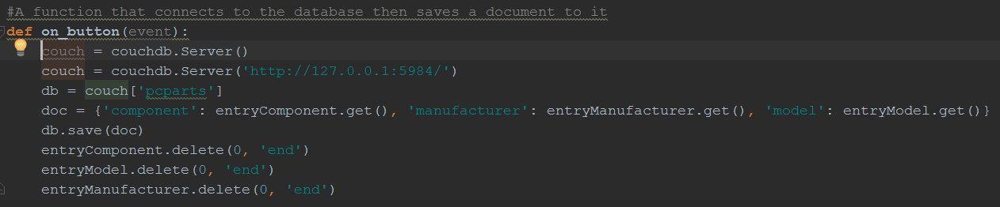 #A function that connects to the database then saves a document to it
def on_button(event):
    couch = couchdb.Server()
    couch = couchdb.Server('http://127.0.0.1:5984/')
    db = couch['pcparts']
    doc = {'component': entryComponent.get(), 'manufacturer': entryManufacturer.get(), 'model': entryModel.get()}
    db.save(doc)
    entryComponent.delete(0, 'end')
    entryModel.delete(0, 'end')
    entryManufacturer.delete(0, 'end')